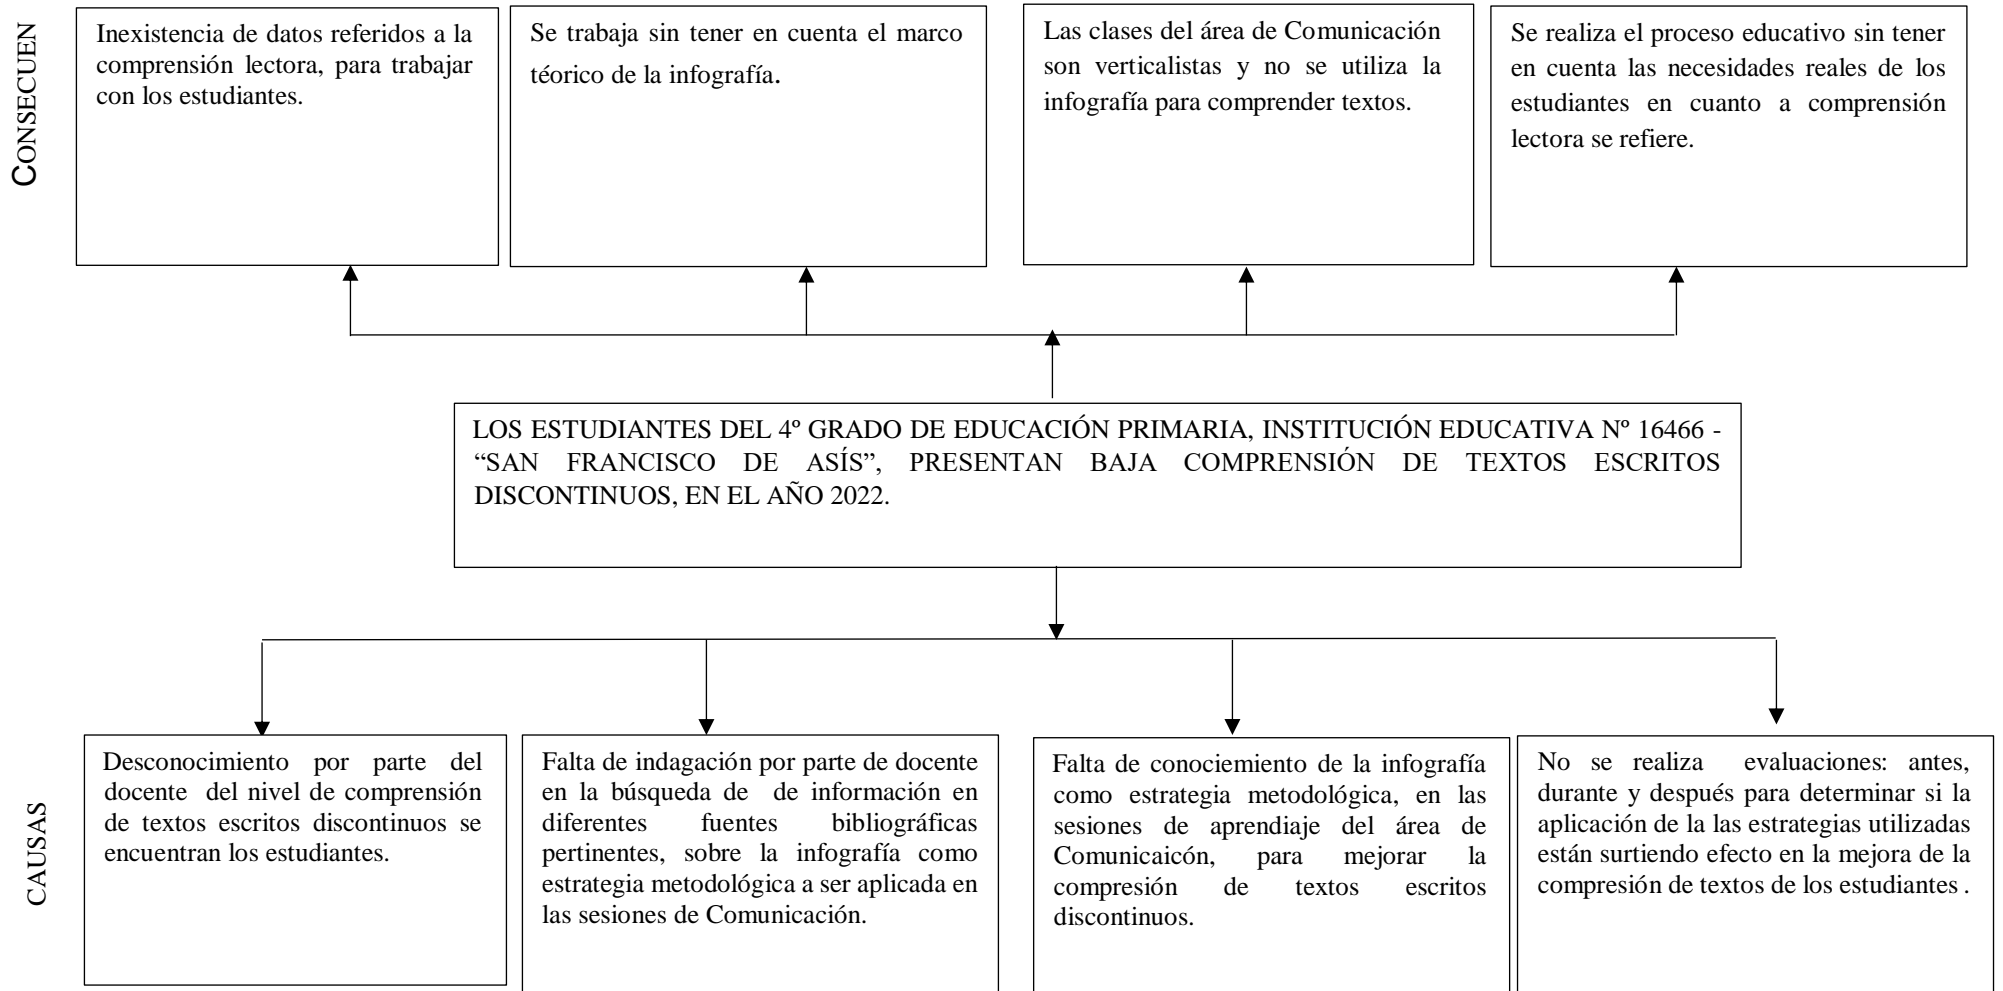 CONSECUEN
Inexistencia de datos referidos a la
comprensión lectora, para trabajar
con los estudiantes.
Se trabaja sin tener en cuenta el marco
téorico de la infografía.
Las clases del área de Comunicación
son verticalistas y no se utiliza la
infografía para comprender textos.
Se realiza el proceso educativo sin tener
en cuenta las necesidades reales de los
estudiantes en cuanto a comprensión
lectora se refiere.
LOS ESTUDIANTES DEL 4º GRADO DE EDUCACIÓN PRIMARIA, INSTITUCIÓN EDUCATIVA Nº 16466 -
“SAN FRANCISCO DE ASÍS”, PRESENTAN BAJA COMPRENSIÓN DE TEXTOS ESCRITOS
DISCONTINUOS, EN EL AÑO 2022.
CAUSAS
Desconocimiento por parte del
docente del nivel de comprensión
de textos escritos discontinuos se
encuentran los estudiantes.
Falta de indagación por parte de docente
en la búsqueda de de información en
diferentes fuentes bibliográficas
pertinentes, sobre la infografía como
estrategia metodológica a ser aplicada en
las sesiones de Comunicación.
Falta de conociemiento de la infografía
como estrategia metodológica, en las
sesiones de aprendiaje del área de
Comunicaicón, para mejorar la
compresión de textos escritos
discontinuos.
No se realiza evaluaciones: antes,
durante y después para determinar si la
aplicación de la las estrategias utilizadas
están surtiendo efecto en la mejora de la
compresión de textos de los estudiantes .